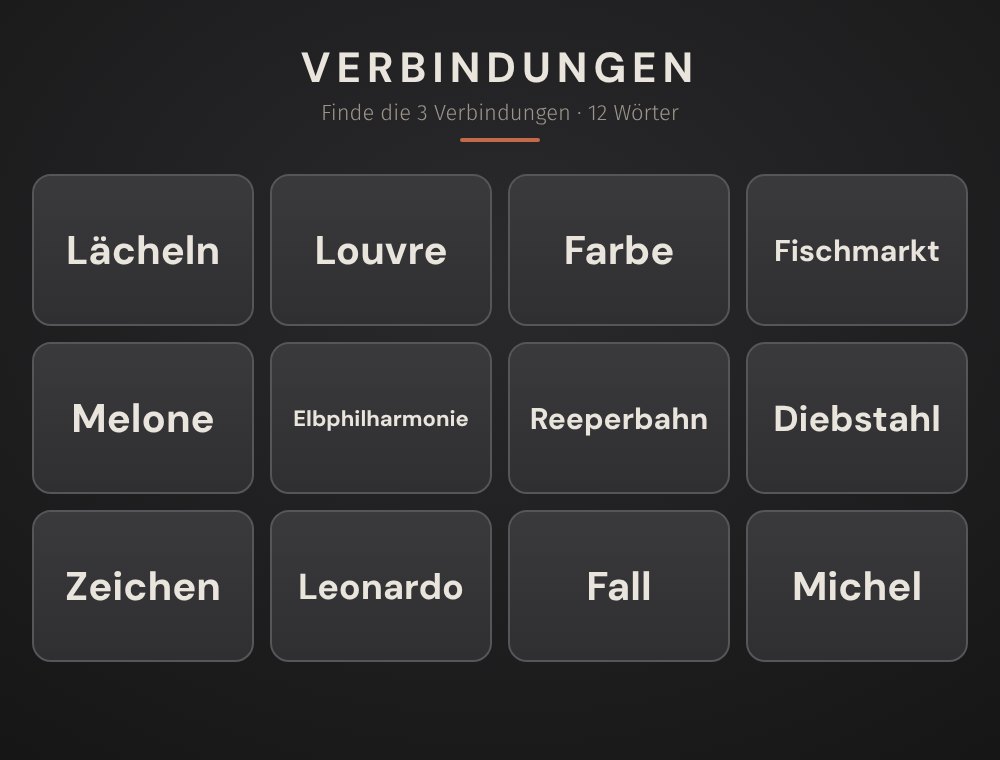 VERBINDUNGEN
Finde die 3 Verbindungen · 12 Wörter
Lächeln Louvre Farbe Fischmarkt
Melone Elbphilharmonie Reeperbahn Diebstahl
Zeichen Leonardo Fall Michel